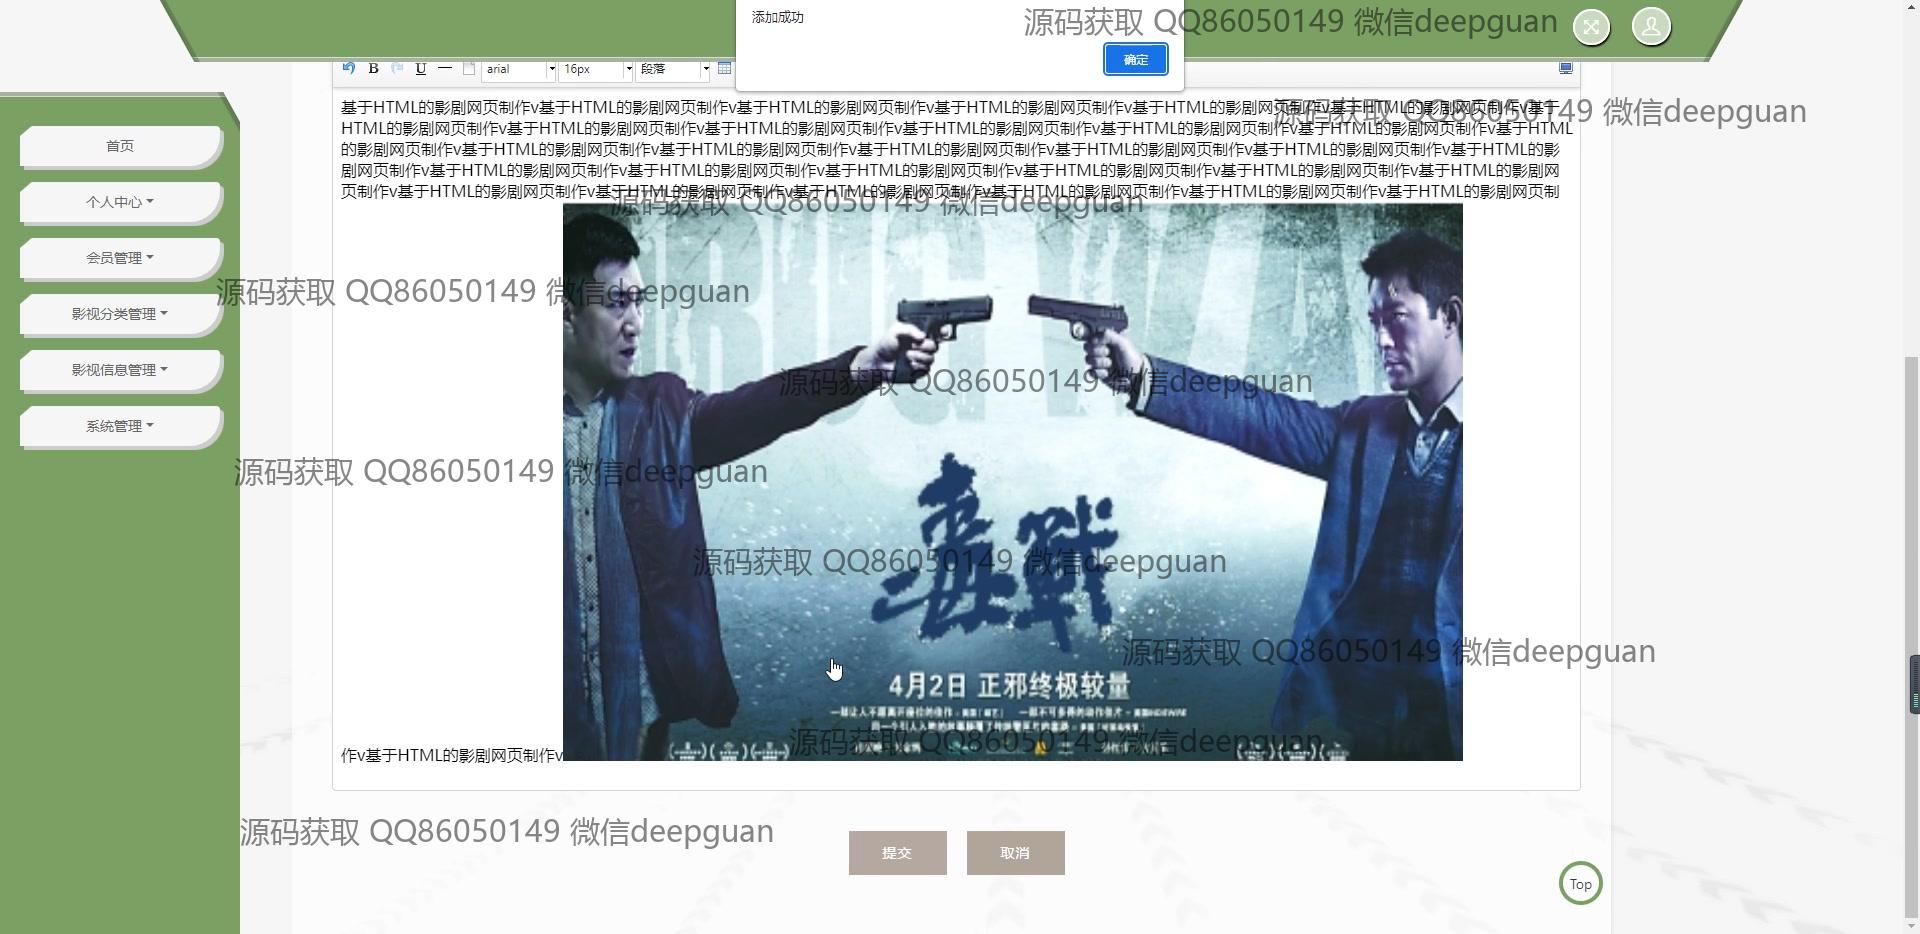 添加成功
确定
源码获取 QQ86050149 微信deepguan
B U arial 16px 段落
基于HTML的影剧网页制作v基于HTML的影剧网页制作v基于HTML的影剧网页制作v基于HTML的影剧网页制作v基于HTML的影剧网页制作v基于HTML的影剧网页制作v基于
HTML的影剧网页制作v基于HTML的影剧网页制作v基于HTML的影剧网页制作v基于HTML的影剧网页制作v基于HTML的影剧网页制作v基于HTML的影剧网页制作v基于HTML
的影剧网页制作v基于HTML的影剧网页制作v基于HTML的影剧网页制作v基于HTML的影剧网页制作v基于HTML的影剧网页制作v基于HTML的影剧网页制作v基于HTML的影
剧网页制作v基于HTML的影剧网页制作v基于HTML的影剧网页制作v基于HTML的影剧网页制作v基于HTML的影剧网页制作v基于HTML的影剧网页制作v基于HTML的影剧网
页制作v基于HTML的影剧网页制作v基于HTML的影剧网页制作v基于HTML的影剧网页制作v基于HTML的影剧网页制作v基于HTML的影剧网页制作v基于HTML的影剧网页制
源码获取 QQ86050149 微信deepguan
首页
个人中心
会员管理
影视分类管理
影视信息管理
系统管理
源码获取 QQ86050149 微信deepguan
源码获取 QQ86050149 微信deepguan
源码获取 QQ86050149 微信deepguan
源码获取 QQ86050149 微信deepguan
毒戰
源码获取 QQ86050149 微信deepguan
源码获取 QQ86050149 微信deepguan
4月2日 正邪终极较量
源码获取 QQ86050149 微信deepguan
作v基于HTML的影剧网页制作v
源码获取 QQ86050149 微信deepguan
提交
取消
Top